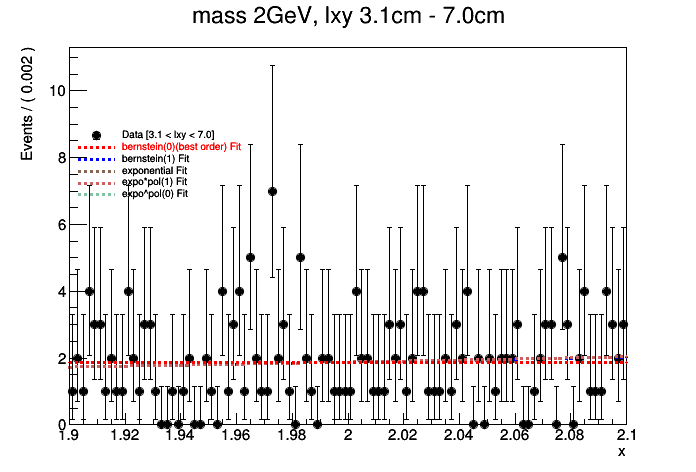 mass 2GeV, lxy 3.1cm - 7.0cm
Events / ( 0.002 )
10
8
6
4
2
0
Data [3.1 < lxy < 7.0]
bernstein(0)(best order) Fit
bernstein(1) Fit
exponential Fit
expo*pol(1) Fit
expo^pol(0) Fit
1.9 1.92 1.94 1.96 1.98 2 2.02 2.04 2.06 2.08 2.1
x